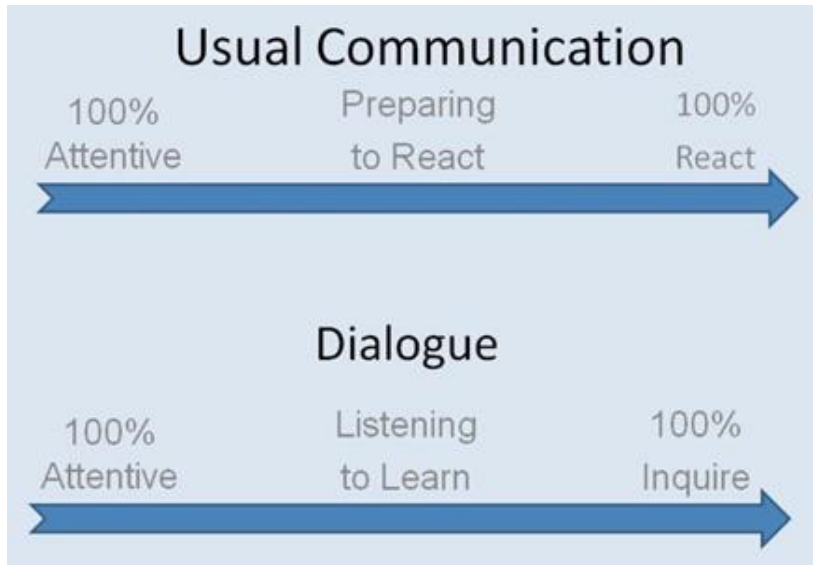 Usual Communication
100% Preparing 100%
Attentive to React React
Dialogue
100% Listening 100%
Attentive to Learn Inquire